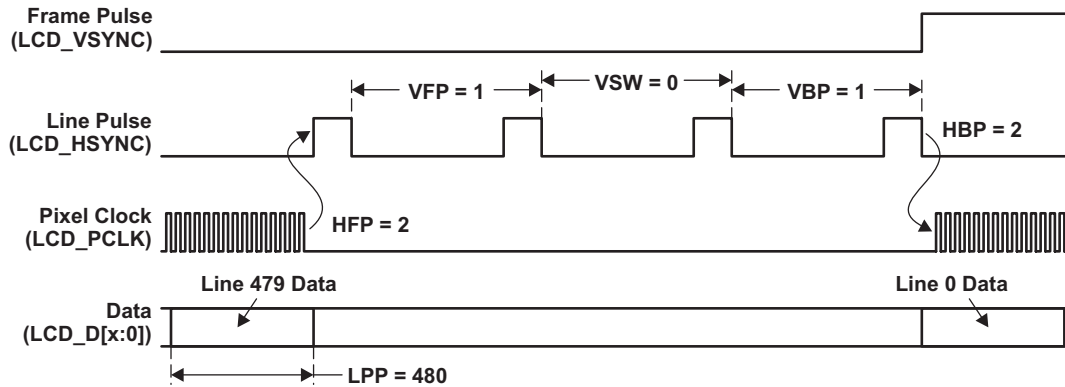 Frame Pulse
(LCD_VSYNC)
VFP = 1
VSW = 0
VBP = 1
Line Pulse
(LCD_HSYNC)
HBP = 2
Pixel Clock
(LCD_PCLK)
HFP = 2
Line 479 Data
Line 0 Data
Data
(LCD_D[x:0])
LPP = 480